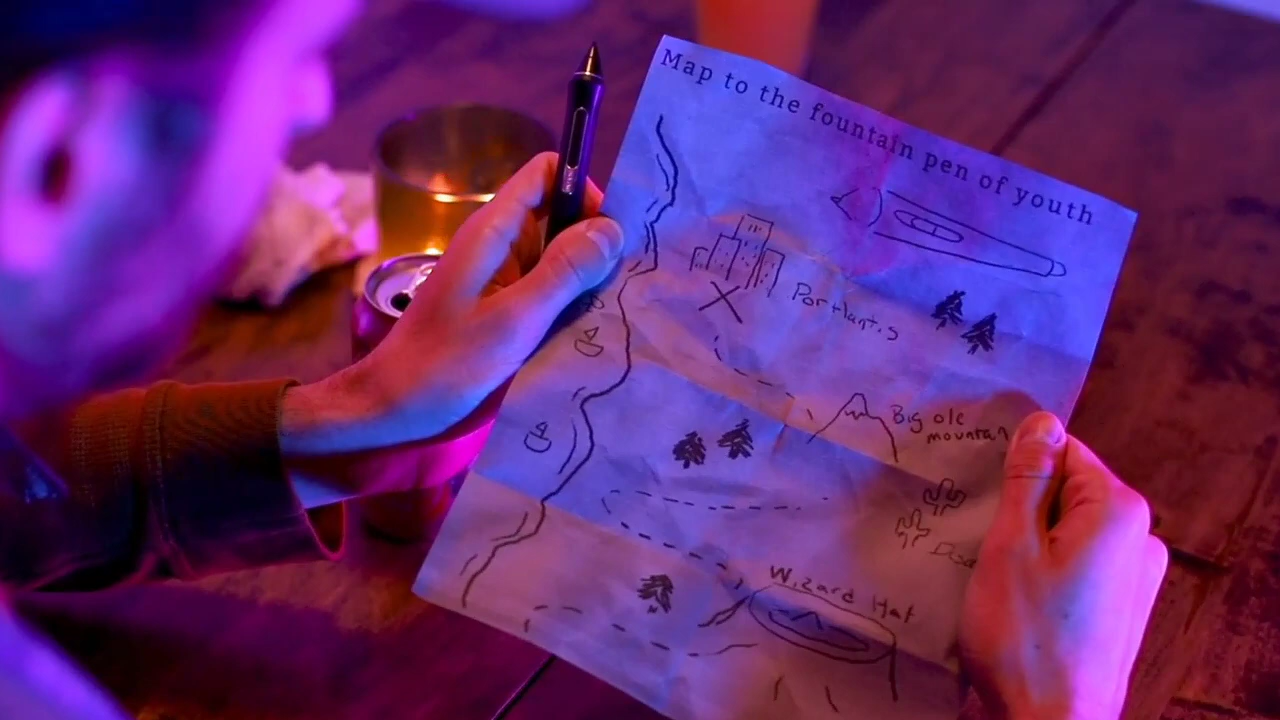 Map to the fountain pen of youth
Portlantis
Big ole
mountain
Wizard Hat